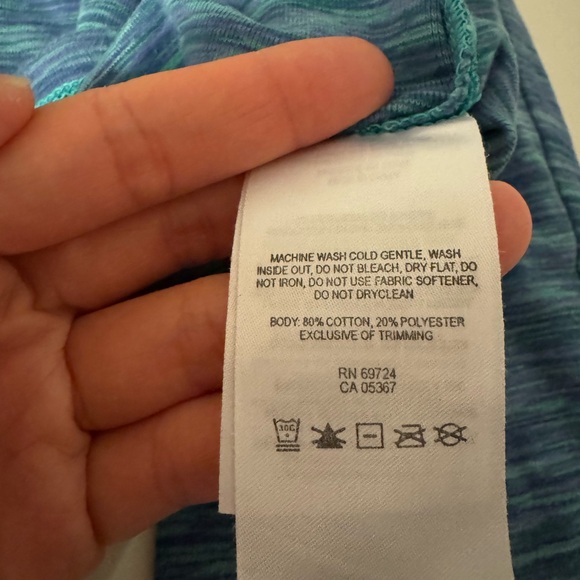 MACHINE WASH COLD GENTLE, WASH
INSIDE OUT, DO NOT BLEACH, DRY FLAT, DO
NOT IRON, DO NOT USE FABRIC SOFTENER,
DO NOT DRYCLEAN
BODY: 80% COTTON, 20% POLYESTER
EXCLUSIVE OF TRIMMING
RN 69724
CA 05367
30C